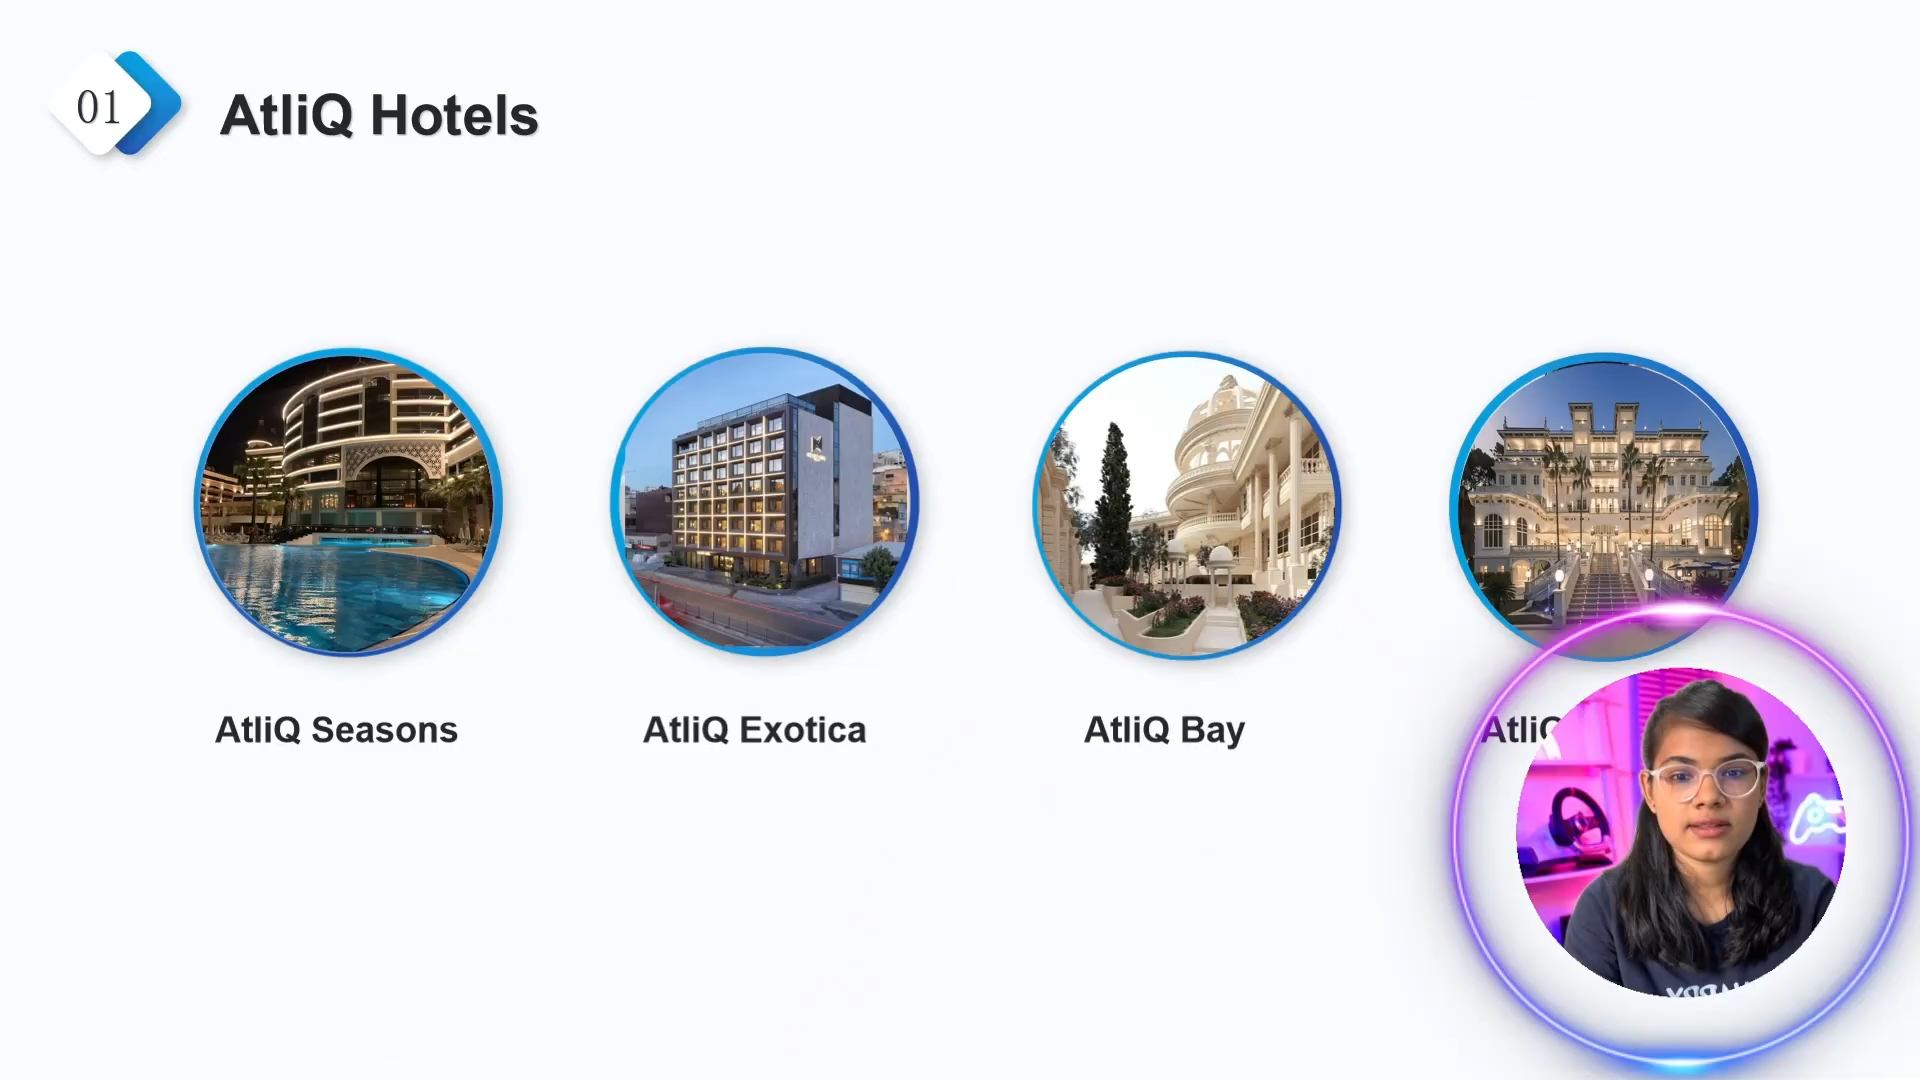 01
AtliQ Hotels
AtliQ Seasons
AtliQ Exotica
AtliQ Bay